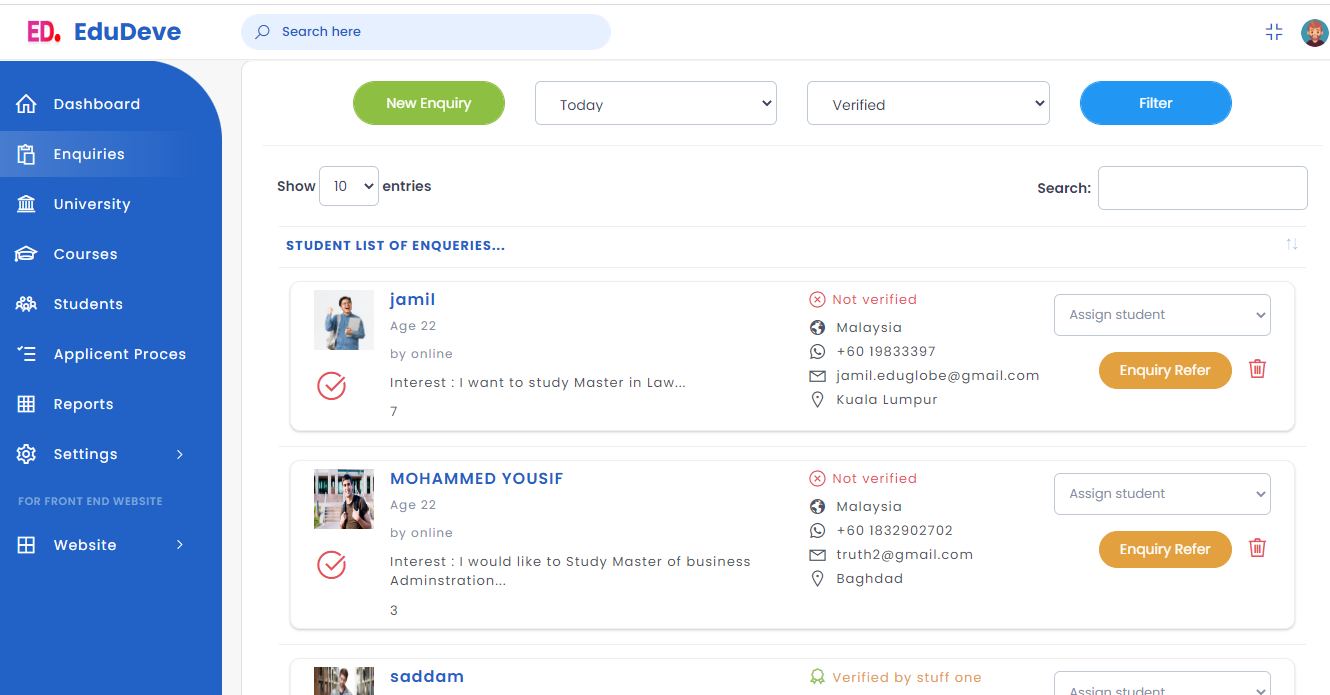 ED. EduDeve
Search here
Dashboard
Enquiries
University
Courses
Students
Applicent Proces
Reports
Settings
FOR FRONT END WEBSITE
Website
New Enquiry
Today
Verified
Filter
Show 10 entries
Search:
STUDENT LIST OF ENQUERIES...
jamil
Age 22
by online
Interest : I want to study Master in Law...
7
Not verified
Malaysia
+60 19833397
jamil.eduglobe@gmail.com
Kuala Lumpur
Assign student
Enquiry Refer
MOHAMMED YOUSIF
Age 22
by online
Interest : I would like to Study Master of business
Adminstration...
3
Not verified
Malaysia
+60 1832902702
truth2@gmail.com
Baghdad
Assign student
Enquiry Refer
saddam
Verified by stuff one
Assign student